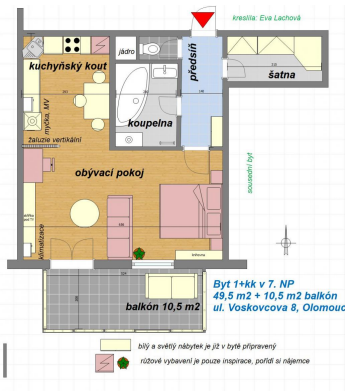 kreslila: Eva Lachová
jádro
předsíň
kuchyňský kout
šatna
koupelna
myčka, MV
žaluzie vertikální
obývací pokoj
sousední byt
klimatizace
knihovna
balkón 10,5 m2
Byt 1+kk v 7. NP
49,5 m2 + 10,5 m2 balkón
ul. Voskovcova 8, Olomouc
bílý a světlý nábytek je již v bytě připravený
růžové vybavení je pouze inspirace, pořídí si nájemce